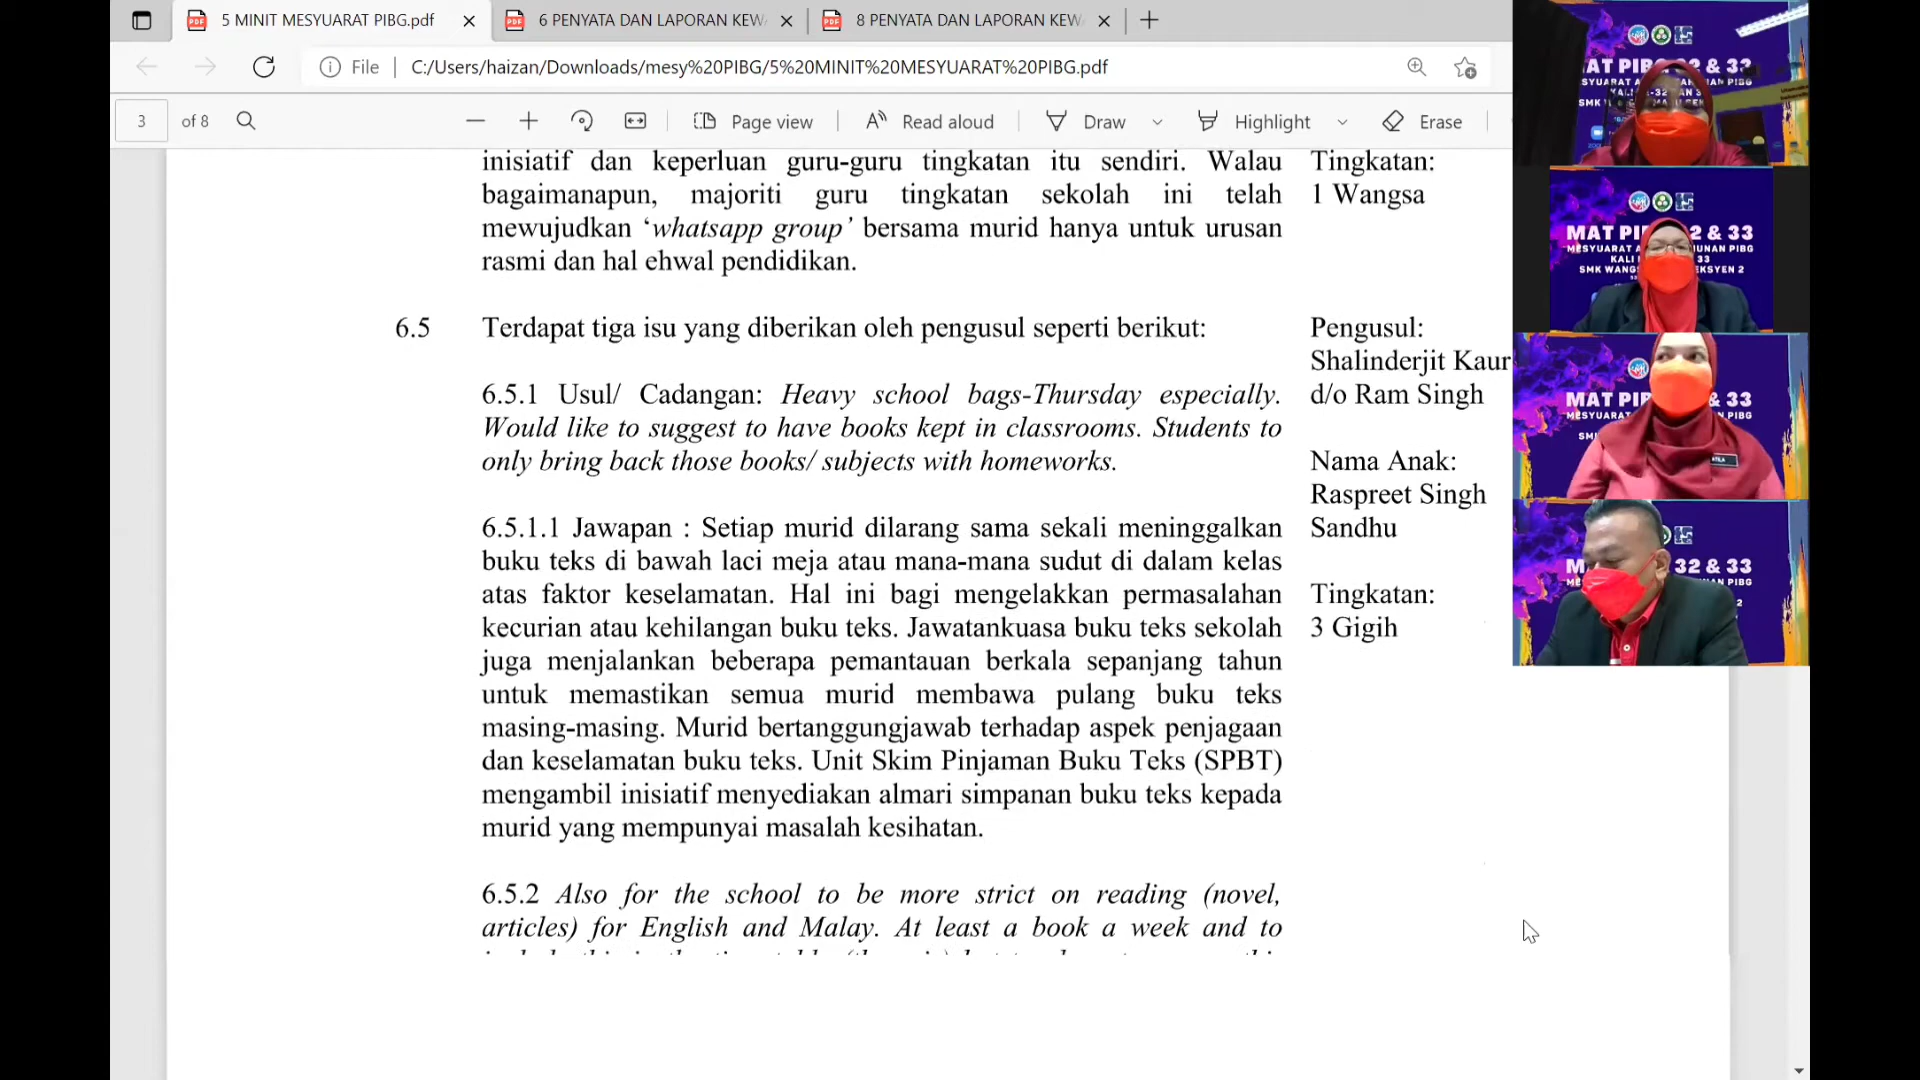 5 MINIT MESYUARAT PIBG.pdf
6 PENYATA DAN LAPORAN KEW
8 PENYATA DAN LAPORAN KEW
File
C:/Users/haizan/Downloads/mesy%20PIBG/5%20MINIT%20MESYUARAT%20PIBG.pdf
3 of 8
Page view
Read aloud
Draw
Highlight
Erase
inisiatif dan keperluan guru-guru tingkatan itu sendiri. Walau
bagaimanapun, majoriti guru tingkatan sekolah ini telah
mewujudkan ‘whatsapp group’ bersama murid hanya untuk urusan
rasmi dan hal ehwal pendidikan.
Tingkatan:
1 Wangsa
6.5 Terdapat tiga isu yang diberikan oleh pengusul seperti berikut:
6.5.1 Usul/ Cadangan: Heavy school bags-Thursday especially.
Would like to suggest to have books kept in classrooms. Students to
only bring back those books/ subjects with homeworks.
6.5.1.1 Jawapan : Setiap murid dilarang sama sekali meninggalkan
buku teks di bawah laci meja atau mana-mana sudut di dalam kelas
atas faktor keselamatan. Hal ini bagi mengelakkan permasalahan
kecurian atau kehilangan buku teks. Jawatankuasa buku teks sekolah
juga menjalankan beberapa pemantauan berkala sepanjang tahun
untuk memastikan semua murid membawa pulang buku teks
masing-masing. Murid bertanggungjawab terhadap aspek penjagaan
dan keselamatan buku teks. Unit Skim Pinjaman Buku Teks (SPBT)
mengambil inisiatif menyediakan almari simpanan buku teks kepada
murid yang mempunyai masalah kesihatan.
6.5.2 Also for the school to be more strict on reading (novel,
articles) for English and Malay. At least a book a week and to
Pengusul:
Shalinderjit Kaur
d/o Ram Singh
Nama Anak:
Raspreet Singh
Sandhu
Tingkatan:
3 Gigih